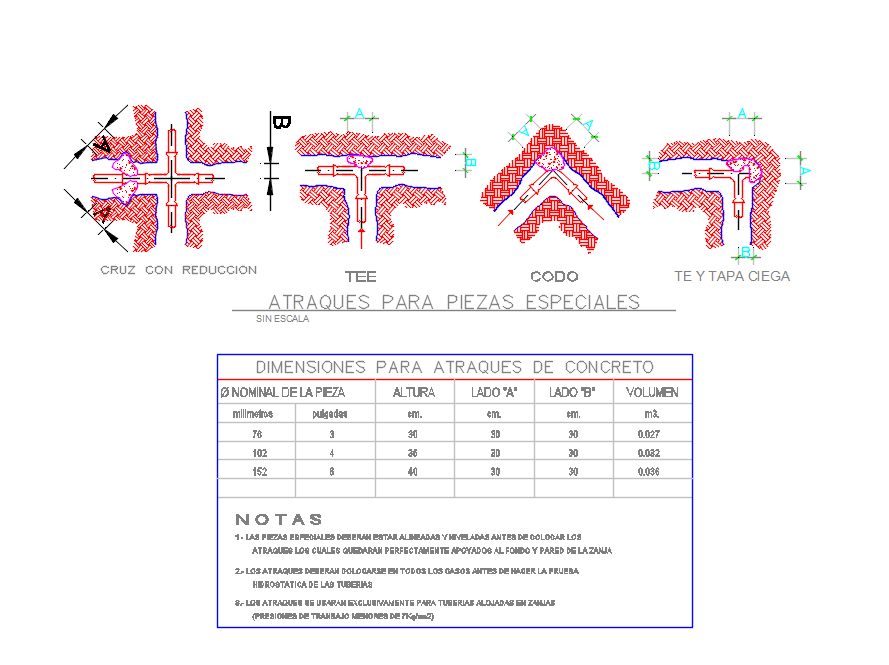 A
B
A
A
B
A
A
A
B
A
B
CRUZ CON REDUCCION
TEE
CODO
TE Y TAPA CIEGA
ATRAQUES PARA PIEZAS ESPECIALES
SIN ESCALA
DIMENSIONES PARA ATRAQUES DE CONCRETO
Ø NOMINAL DE LA PIEZA ALTURA LADO "A" LADO "B" VOLUMEN
milimetros pulgadas cm. cm. cm. m3.
76 3 30 30 30 0.027
102 4 35 30 30 0.032
152 6 40 30 30 0.036
NOTAS
1.- LAS PIEZAS ESPECIALES DEBERAN ESTAR ALINEADAS Y NIVELADAS ANTES DE COLOCAR LOS
ATRAQUES LOS CUALES QUEDARAN PERFECTAMENTE APOYADOS AL FONDO Y PARED DE LA ZANJA
2.- LOS ATRAQUES DEBERAN COLOCARSE EN TODOS LOS CASOS ANTES DE HACER LA PRUEBA
HIDROSTATICA DE LAS TUBERIAS
3.- LOS ATRAQUES SE USARAN EXCLUSIVAMENTE PARA TUBERIAS ALOJADAS EN ZANJAS
(PRESIONES DE TRABAJO MENORES DE 7Kg/cm2)